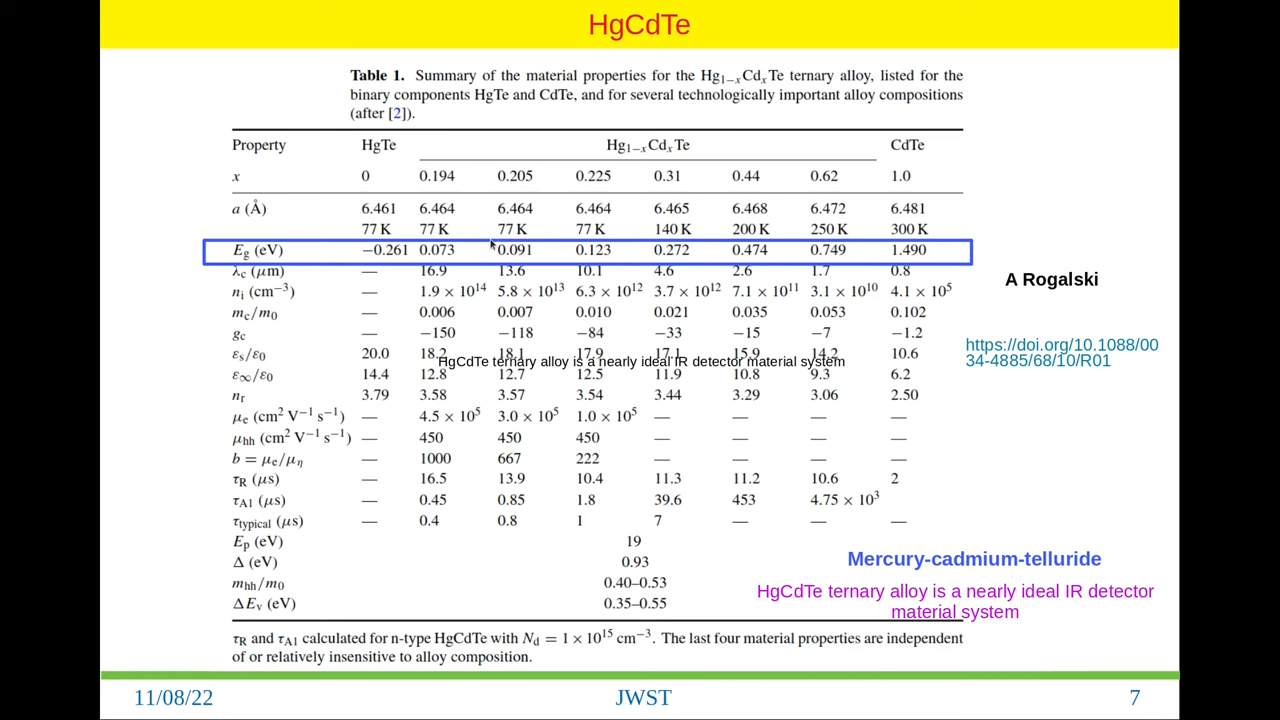 HgCdTe
Table 1. Summary of the material properties for the Hg1−xCdxTe ternary alloy, listed for the
binary components HgTe and CdTe, and for several technologically important alloy compositions
(after [2]).
Property HgTe Hg1−xCdxTe CdTe
x 0 0.194 0.205 0.225 0.31 0.44 0.62 1.0
a (Å) 6.461 6.464 6.464 6.464 6.465 6.468 6.472 6.481
77 K 77 K 77 K 77 K 140 K 200 K 250 K 300 K
Eg (eV) −0.261 0.073 0.091 0.123 0.272 0.474 0.749 1.490
λc (μm) — 16.9 13.6 10.1 4.6 2.6 1.7 0.8
ni (cm−3) — 1.9 × 10^14 5.8 × 10^13 6.3 × 10^12 3.7 × 10^12 7.1 × 10^11 3.1 × 10^10 4.1 × 10^5
mc/m0 — 0.006 0.007 0.010 0.021 0.035 0.053 0.102
gc — −150 −118 −84 −33 −15 −7 −1.2
εs/ε0 20.0 18.2 18.1 17.9 17.1 15.9 14.2 10.6
HgCdTe ternary alloy is a nearly ideal IR detector material system
ε∞/ε0 14.4 12.8 12.7 12.5 11.9 10.8 9.3 6.2
nr 3.79 3.58 3.57 3.54 3.44 3.29 3.06 2.50
μe (cm2 V−1 s−1) — 4.5 × 10^5 3.0 × 10^5 1.0 × 10^5 — — — —
μhh (cm2 V−1 s−1) — 450 450 450 — — — —
b = μe/μη — 1000 667 222 — — — —
τR (μs) — 16.5 13.9 10.4 11.3 11.2 10.6 2
τA1 (μs) — 0.45 0.85 1.8 39.6 453 4.75 × 10^3
τtypical (μs) — 0.4 0.8 1 7 — — —
Ep (eV) 19
Δ (eV) 0.93
mhh/m0 0.40–0.53
ΔEv (eV) 0.35–0.55
τR and τA1 calculated for n-type HgCdTe with Nd = 1 × 10^15 cm−3. The last four material properties are independent
of or relatively insensitive to alloy composition.
A Rogalski
https://doi.org/10.1088/00
34-4885/68/10/R01
Mercury-cadmium-telluride
HgCdTe ternary alloy is a nearly ideal IR detector
material system
11/08/22 JWST 7